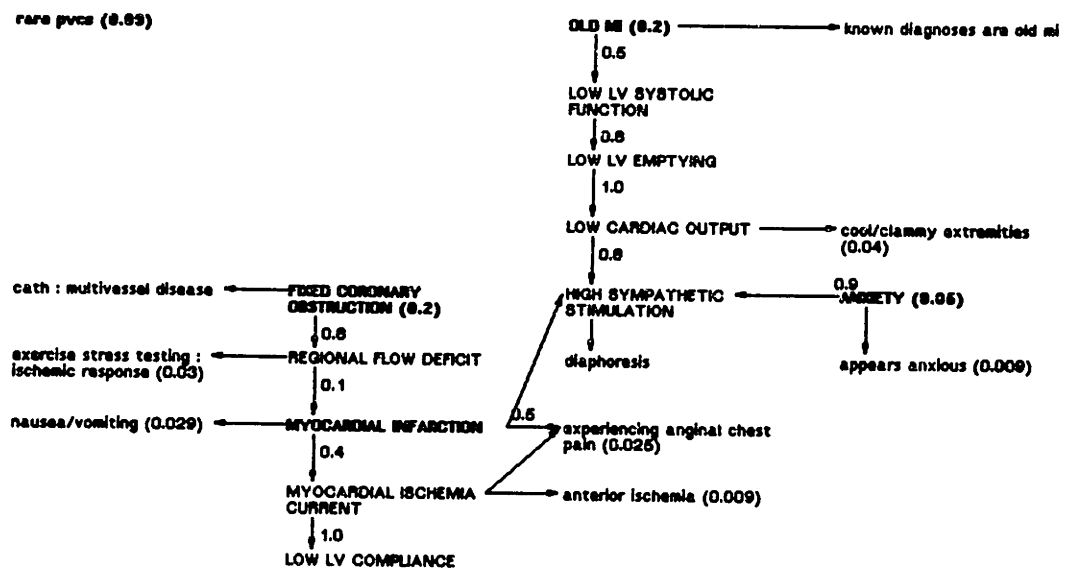 rare pvcs (0.03)
OLD MI (0.2)
known diagnoses are old mi
0.5
LOW LV SYSTOLIC
FUNCTION
0.8
LOW LV EMPTYING
1.0
LOW CARDIAC OUTPUT
cool/clammy extremities
(0.04)
0.8
cath : multivessel disease
FIXED CORONARY
OBSTRUCTION (0.2)
HIGH SYMPATHETIC
STIMULATION
0.9
ANXIETY (0.05)
0.8
exercise stress testing :
ischemic response (0.03)
REGIONAL FLOW DEFICIT
diaphoresis
appears anxious (0.009)
0.1
nausea/vomiting (0.029)
MYOCARDIAL INFARCTION
0.5
experiencing anginal chest
pain (0.025)
0.4
MYOCARDIAL ISCHEMIA
CURRENT
anterior ischemia (0.009)
1.0
LOW LV COMPLIANCE